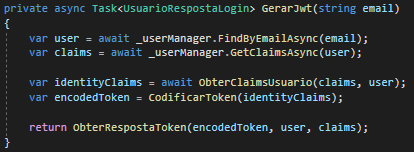 private async Task<UsuarioRespostaLogin> GerarJwt(string email)
{
    var user = await _userManager.FindByEmailAsync(email);
    var claims = await _userManager.GetClaimsAsync(user);

    var identityClaims = await ObterClaimsUsuario(claims, user);
    var encodedToken = CodificarToken(identityClaims);

    return ObterRespostaToken(encodedToken, user, claims);
}